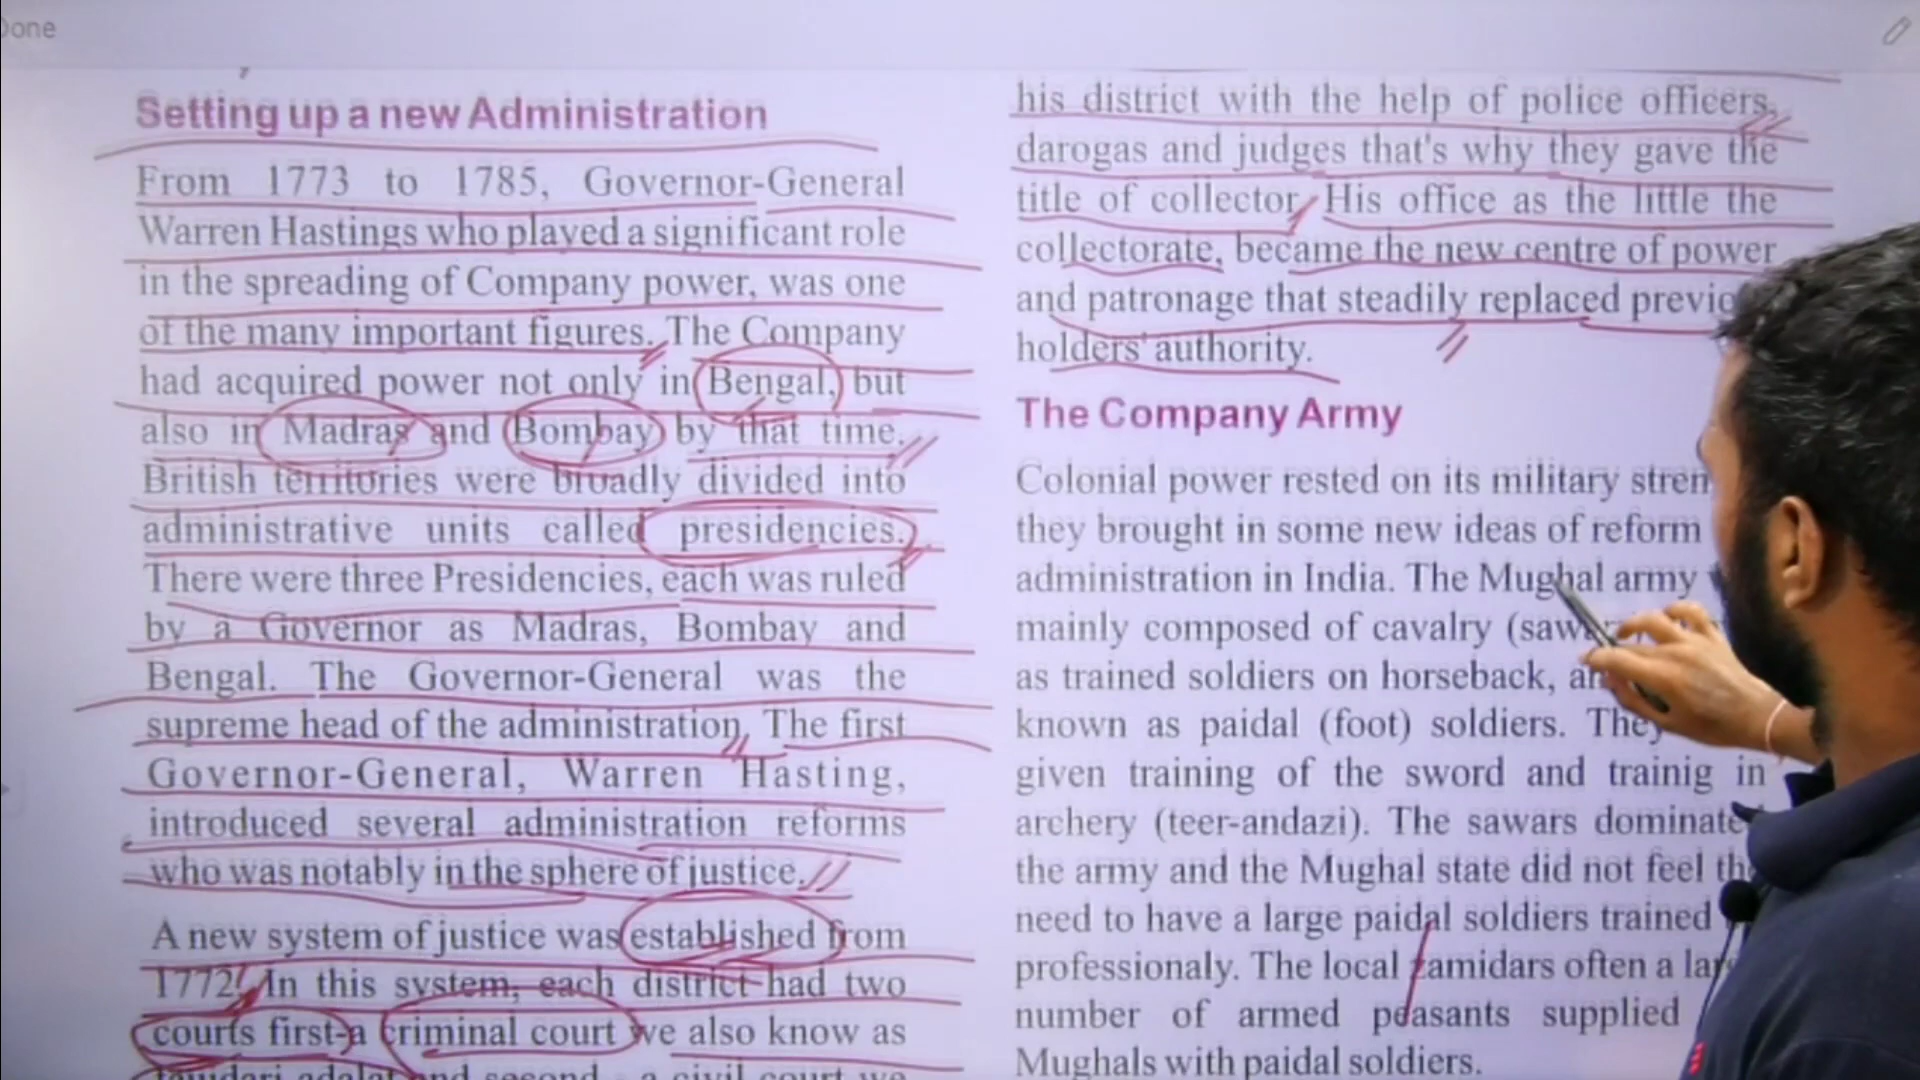 Done
Setting up a new Administration
From 1773 to 1785, Governor-General
Warren Hastings who played a significant role
in the spreading of Company power, was one
of the many important figures. The Company
had acquired power not only in Bengal, but
also in Madras and Bombay by that time.
British territories were broadly divided into
administrative units called presidencies.
There were three Presidencies, each was ruled
by a Governor as Madras, Bombay and
Bengal. The Governor-General was the
supreme head of the administration. The first
Governor-General, Warren Hasting,
introduced several administration reforms
who was notably in the sphere of justice.
A new system of justice was established from
1772. In this system, each district had two
courts first-a criminal court we also know as
adalat and second - a civil court we
his district with the help of police officers,
darogas and judges that's why they gave the
title of collector. His office as the little the
collectorate, became the new centre of power
and patronage that steadily replaced
holders' authority.
The Company Army
Colonial power rested on its military
they brought in some new ideas of reform
administration in India. The Mughal army
mainly composed of cavalry
as trained soldiers on horseback,
known as paidal (foot) soldiers. They
given training of the sword and trainig in
archery (teer-andazi). The sawars dominate
the army and the Mughal state did not feel the
need to have a large paidal soldiers trained
professionaly. The local zamidars often a
number of armed peasants supplied
Mughals with paidal soldiers.